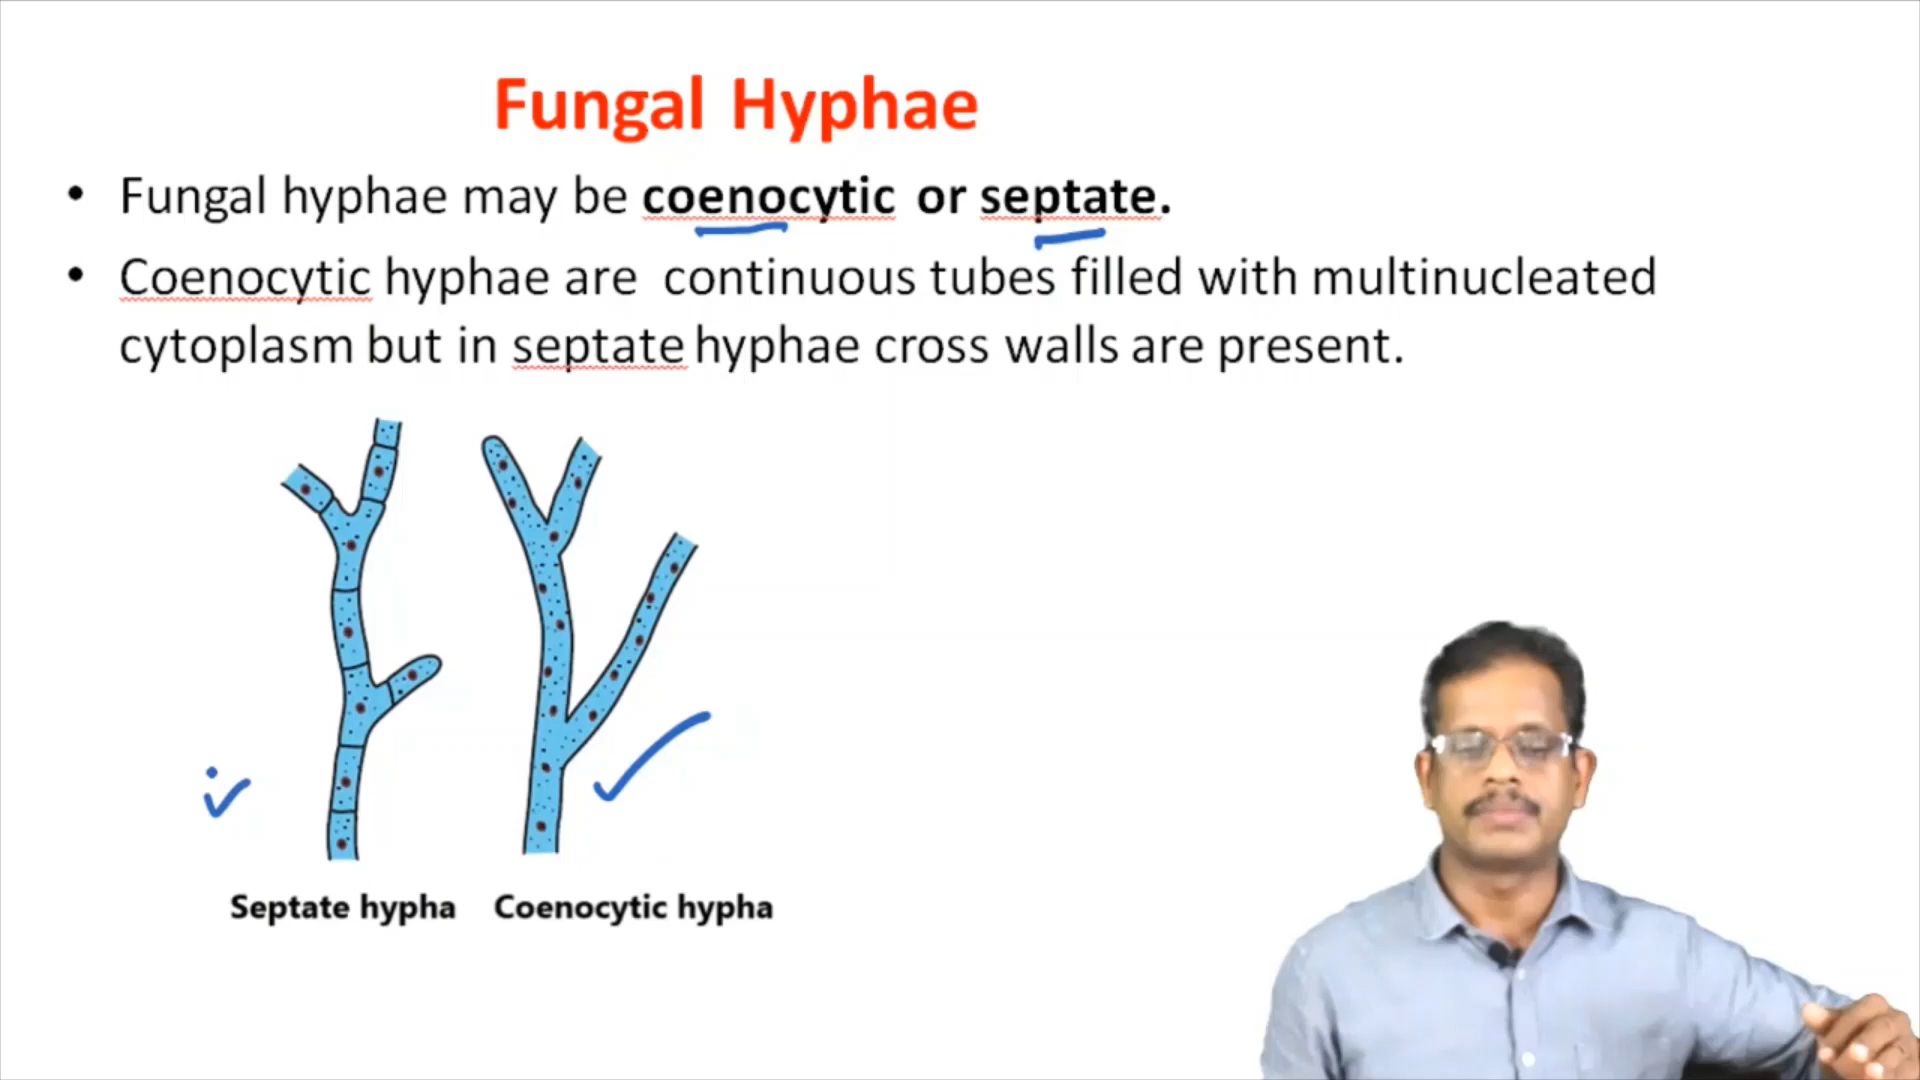 Fungal Hyphae
• Fungal hyphae may be coenocytic or septate.
• Coenocytic hyphae are continuous tubes filled with multinucleated
cytoplasm but in septate hyphae cross walls are present.
Septate hypha Coenocytic hypha